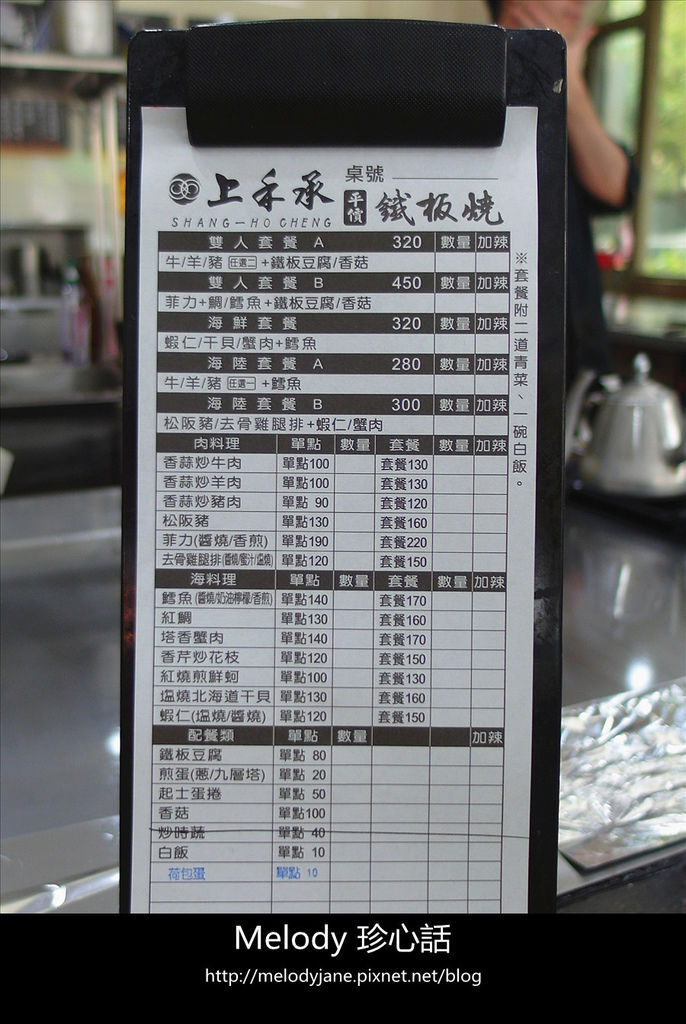 桌號
上禾承 平價 鐵板燒
SHANG-HO CHENG
雙人套餐 A 320 數量 加辣
牛/羊/豬 任選二 +鐵板豆腐/香菇
雙人套餐 B 450 數量 加辣
菲力+鯛/鱈魚+鐵板豆腐/香菇
海鮮套餐 320 數量 加辣
蝦仁/干貝/蟹肉+鱈魚
海陸套餐 A 280 數量 加辣
牛/羊/豬 任選一 +鱈魚
海陸套餐 B 300 數量 加辣
松阪豬/去骨雞腿排+蝦仁/蟹肉
※套餐附二道青菜、一碗白飯。
肉料理 單點 數量 套餐 數量 加辣
香蒜炒牛肉 單點100 套餐130
香蒜炒羊肉 單點100 套餐130
香蒜炒豬肉 單點 90 套餐120
松阪豬 單點130 套餐160
菲力(醬燒/香煎) 單點190 套餐220
去骨雞腿排(醬燒/蜜汁/塩燒) 單點120 套餐150
海料理 單點 數量 套餐 數量 加辣
鱈魚(醬燒/奶油檸檬/香煎) 單點140 套餐170
紅鯛 單點130 套餐160
塔香蟹肉 單點140 套餐170
香芹炒花枝 單點120 套餐150
紅燒煎鮮蚵 單點100 套餐130
塩燒北海道干貝 單點130 套餐160
蝦仁(塩燒/醬燒) 單點120 套餐150
配餐類 單點 數量 加辣
鐵板豆腐 單點 80
煎蛋(蔥/九層塔) 單點 20
起士蛋捲 單點 50
香菇 單點100
炒時蔬 單點 40
白飯 單點 10
荷包蛋 單點 10
Melody 珍心話
http://melodyjane.pixnet.net/blog